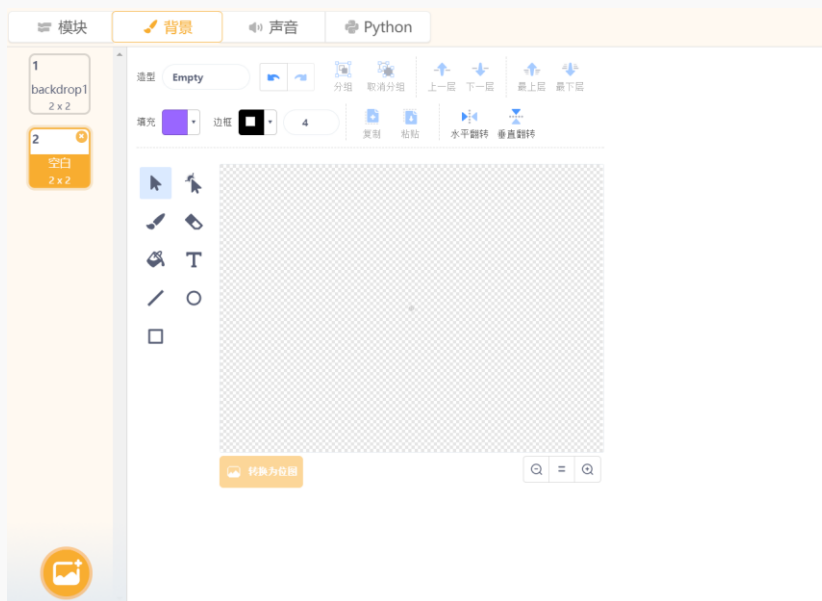 模块
背景
声音
Python
1
backdrop1
2 x 2
2
空白
2 x 2
造型 Empty
分组 取消分组 上一层 下一层 最上层 最下层
填充 边框 4
复制 粘贴 水平翻转 垂直翻转
T
转换为位图